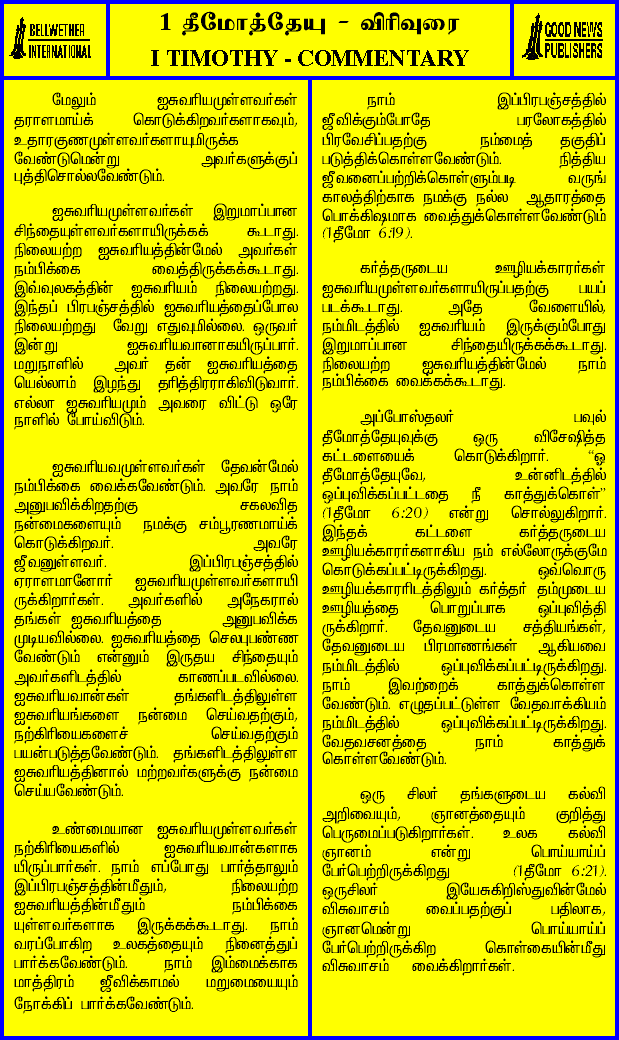 BELLWETHER
INTERNATIONAL
1 தீமோத்தேயு - விரிவுரை
I TIMOTHY - COMMENTARY
GOOD NEWS
PUBLISHERS
மேலும் ஐசுவரியமுள்ளவர்கள்
தாராளமாய்க் கொடுக்கிறவர்களாகவும்,
உதாரகுணமுள்ளவர்களாயுமிருக்க
வேண்டுமென்று அவர்களுக்குப்
புத்திசொல்லவேண்டும்.
ஐசுவரியமுள்ளவர்கள் இறுமாப்பான
சிந்தையுள்ளவர்களாயிருக்கக் கூடாது.
நிலையற்ற ஐசுவரியத்தின்மேல் அவர்கள்
நம்பிக்கை வைத்திருக்கக்கூடாது.
இவ்வுலகத்தின் ஐசுவரியம் நிலையற்றது.
இந்தப் பிரபஞ்சத்தில் ஐசுவரியத்தைப்போல
நிலையற்றது வேறு எதுவுமில்லை. ஒருவர்
இன்று ஐசுவரியவானாகயிருப்பார்.
மறுநாளில் அவர் தன் ஐசுவரியத்தை
யெல்லாம் இழந்து தரித்திரராகிவிடுவார்.
எல்லா ஐசுவரியமும் அவரை விட்டு ஒரே
நாளில் போய்விடும்.
ஐசுவரியவமுள்ளவர்கள் தேவன்மேல்
நம்பிக்கை வைக்கவேண்டும். அவரே நாம்
அனுபவிக்கிறதற்கு சகலவித
நன்மைகளையும் நமக்கு சம்பூரணமாய்க்
கொடுக்கிறவர். அவரே
ஜீவனுள்ளவர். இப்பிரபஞ்சத்தில்
ஏராளமானோர் ஐசுவரியமுள்ளவர்களாயி
ருக்கிறார்கள். அவர்களில் அநேகரால்
தங்கள் ஐசுவரியத்தை அனுபவிக்க
முடியவில்லை. ஐசுவரியத்தை செலவுபண்ண
வேண்டும் என்னும் இருதய சிந்தையும்
அவர்களிடத்தில் காணப்படவில்லை.
ஐசுவரியவான்கள் தங்களிடத்திலுள்ள
ஐசுவரியங்களை நன்மை செய்வதற்கும்,
நற்கிரியைகளைச் செய்வதற்கும்
பயன்படுத்தவேண்டும். தங்களிடத்திலுள்ள
ஐசுவரியத்தினால் மற்றவர்களுக்கு நன்மை
செய்யவேண்டும்.
உண்மையான ஐசுவரியமுள்ளவர்கள்
நற்கிரியைகளில் ஐசுவரியவான்களாக
யிருப்பார்கள். நாம் எப்போது பார்த்தாலும்
இப்பிரபஞ்சத்தின்மீதும், நிலையற்ற
ஐசுவரியத்தின்மீதும் நம்பிக்கை
யுள்ளவர்களாக இருக்கக்கூடாது. நாம்
வரப்போகிற உலகத்தையும் நினைத்துப்
பார்க்கவேண்டும். நாம் இம்மைக்காக
மாத்திரம் ஜீவிக்காமல் மறுமையையும்
நோக்கிப் பார்க்கவேண்டும்.
நாம் இப்பிரபஞ்சத்தில்
ஜீவிக்கும்போதே பரலோகத்தில்
பிரவேசிப்பதற்கு நம்மைத் தகுதிப்
படுத்திக்கொள்ளவேண்டும். நித்திய
ஜீவனைப்பற்றிக்கொள்ளும்படி வருங்
காலத்திற்காக நமக்கு நல்ல ஆதாரத்தை
பொக்கிஷமாக வைத்துக்கொள்ளவேண்டும்
(1தீமோ 6:19).
கர்த்தருடைய ஊழியக்காரர்கள்
ஐசுவரியமுள்ளவர்களாயிருப்பதற்கு பயப்
படக்கூடாது. அதே வேளையில்,
நம்மிடத்தில் ஐசுவரியம் இருக்கும்போது
இறுமாப்பான சிந்தையிருக்கக்கூடாது.
நிலையற்ற ஐசுவரியத்தின்மேல் நாம்
நம்பிக்கை வைக்கக்கூடாது.
அப்போஸ்தலர் பவுல்
தீமோத்தேயுவுக்கு ஒரு விசேஷித்த
கட்டளையைக் கொடுக்கிறார். “ஓ
தீமோத்தேயுவே, உன்னிடத்தில்
ஒப்புவிக்கப்பட்டதை நீ காத்துக்கொள்”
(1தீமோ 6:20) என்று சொல்லுகிறார்.
இந்தக் கட்டளை கர்த்தருடைய
ஊழியக்காரர்களாகிய நம் எல்லோருக்குமே
கொடுக்கப்பட்டிருக்கிறது. ஒவ்வொரு
ஊழியக்காரரிடத்திலும் கர்த்தர் தம்முடைய
ஊழியத்தை பொறுப்பாக ஒப்புவித்தி
ருக்கிறார். தேவனுடைய சத்தியங்கள்,
தேவனுடைய பிரமாணங்கள் ஆகியவை
நம்மிடத்தில் ஒப்புவிக்கப்பட்டிருக்கிறது.
நாம் இவற்றைக் காத்துக்கொள்ள
வேண்டும். எழுதப்பட்டுள்ள வேதவாக்கியம்
நம்மிடத்தில் ஒப்புவிக்கப்பட்டிருக்கிறது.
வேதவசனத்தை நாம் காத்துக்
கொள்ளவேண்டும்.
ஒரு சிலர் தங்களுடைய கல்வி
அறிவையும், ஞானத்தையும் குறித்து
பெருமைப்படுகிறார்கள். உலக கல்வி
ஞானம் என்று பொய்யாய்ப்
பேர்பெற்றிருக்கிறது (1தீமோ 6:21).
ஒருசிலர் இயேசுகிறிஸ்துவின்மேல்
விசுவாசம் வைப்பதற்குப் பதிலாக,
ஞானமென்று பொய்யாய்ப்
பேர்பெற்றிருக்கிற கொள்கையின்மீது
விசுவாசம் வைக்கிறார்கள்.